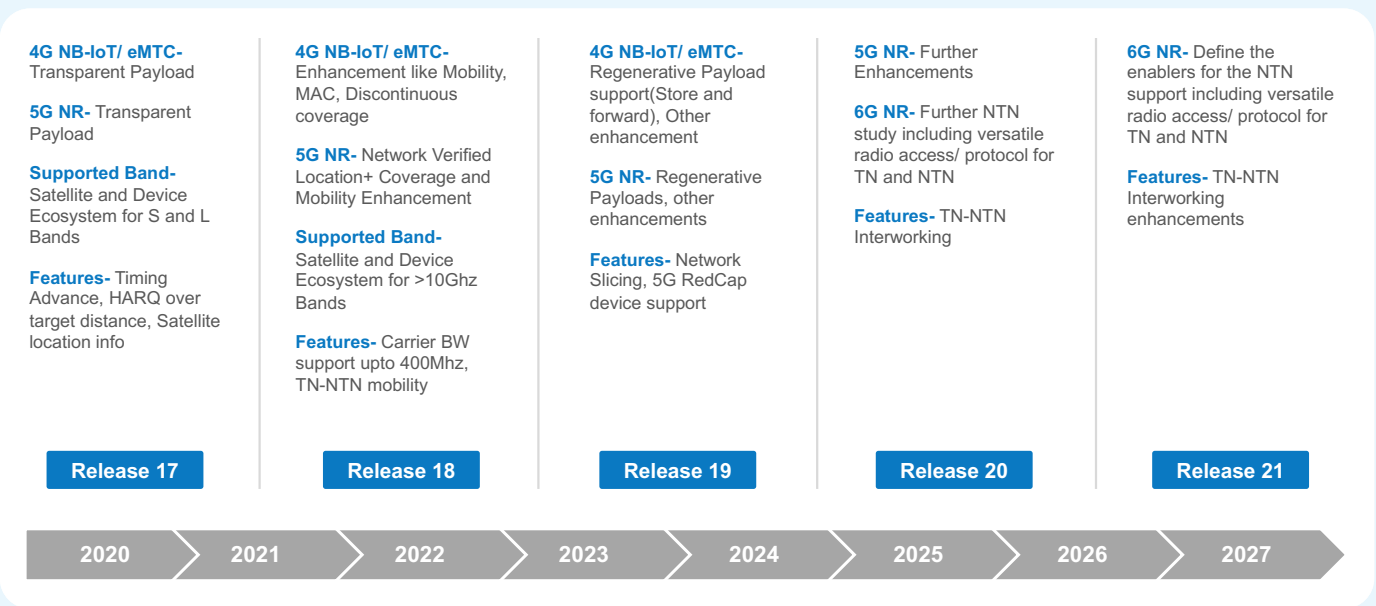 4G NB-IoT/ eMTC-
Transparent Payload
5G NR- Transparent
Payload
Supported Band-
Satellite and Device
Ecosystem for S and L
Bands
Features- Timing
Advance, HARQ over
target distance, Satellite
location info
Release 17
4G NB-IoT/ eMTC-
Enhancement like Mobility,
MAC, Discontinuous
coverage
5G NR- Network Verified
Location+ Coverage and
Mobility Enhancement
Supported Band-
Satellite and Device
Ecosystem for >10Ghz
Bands
Features- Carrier BW
support upto 400Mhz,
TN-NTN mobility
Release 18
4G NB-IoT/ eMTC-
Regenerative Payload
support(Store and
forward), Other
enhancement
5G NR- Regenerative
Payloads, other
enhancements
Features- Network
Slicing, 5G RedCap
device support
Release 19
5G NR- Further
Enhancements
6G NR- Further NTN
study including versatile
radio access/ protocol for
TN and NTN
Features- TN-NTN
Interworking
Release 20
6G NR- Define the
enablers for the NTN
support including versatile
radio access/ protocol for
TN and NTN
Features- TN-NTN
Interworking
enhancements
Release 21
2020
2021
2022
2023
2024
2025
2026
2027